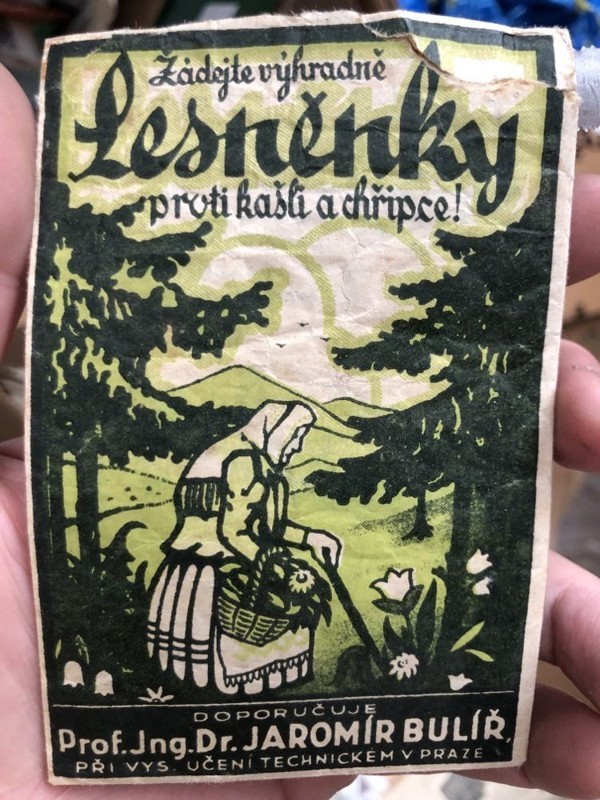 Žádejte výhradně
Lesněnky
proti kašli a chřipce!
DOPORUČUJE
Prof.Jng.Dr. JAROMÍR BULÍŘ,
PŘI VYS. UČENÍ TECHNICKÉM V PRAZE